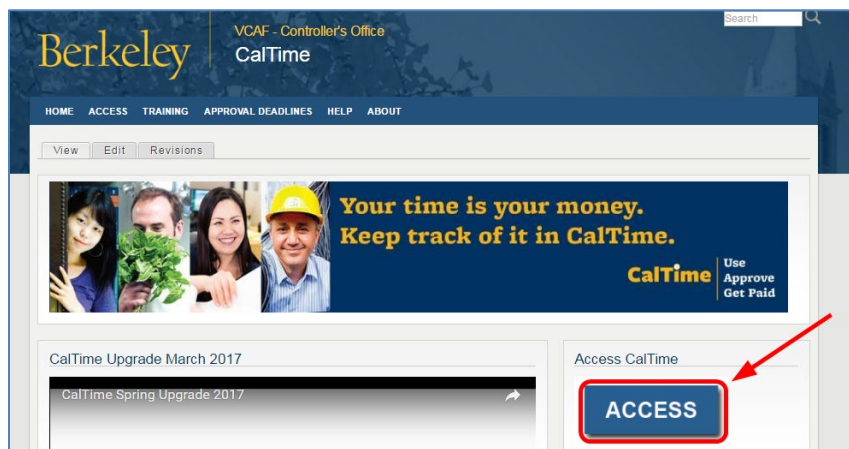 Search
Berkeley
VCAF - Controller's Office
CalTime
HOME ACCESS TRAINING APPROVAL DEADLINES HELP ABOUT
View Edit Revisions
Your time is your money.
Keep track of it in CalTime.
CalTime
Use
Approve
Get Paid
CalTime Upgrade March 2017
CalTime Spring Upgrade 2017
Access CalTime
ACCESS